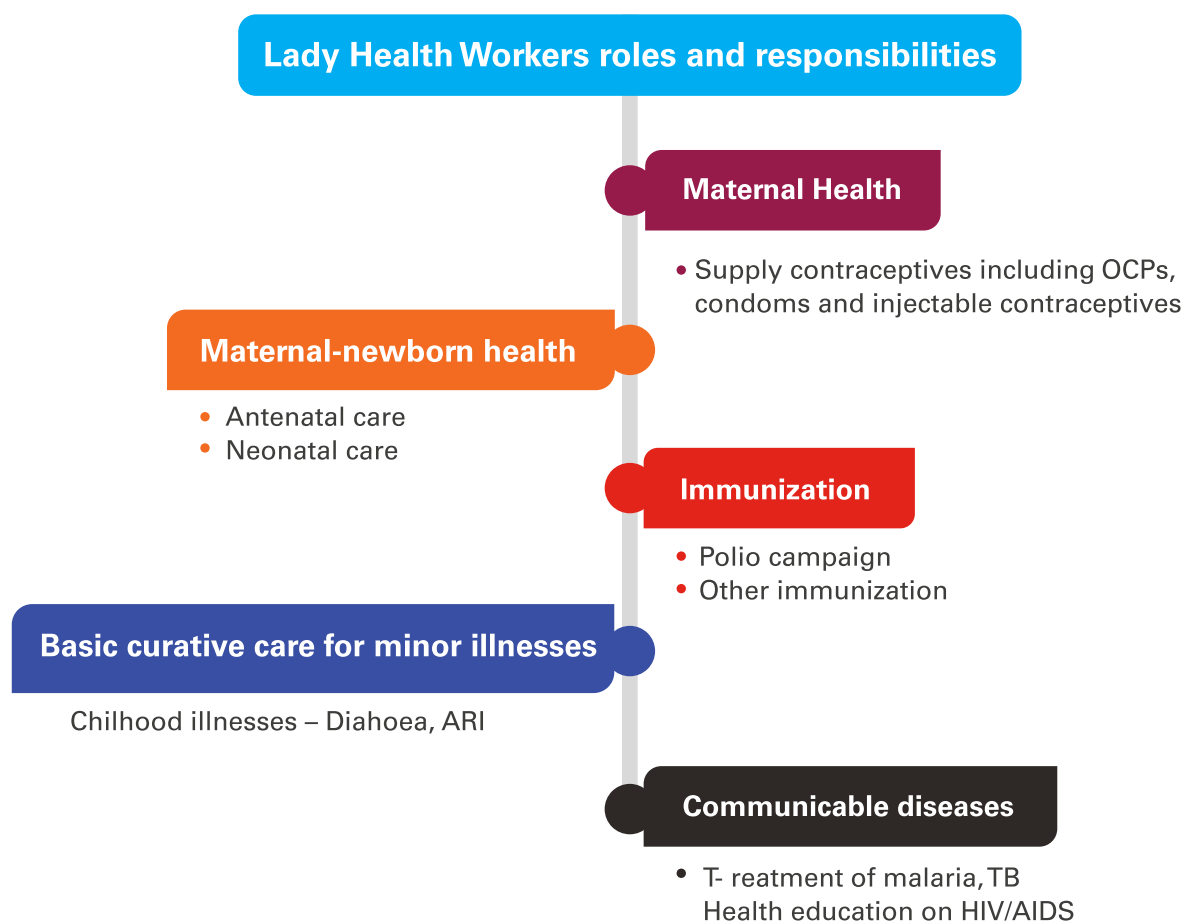 Lady Health Workers roles and responsibilities
Maternal Health
• Supply contraceptives including OCPs,
condoms and injectable contraceptives
Maternal-newborn health
• Antenatal care
• Neonatal care
Immunization
• Polio campaign
• Other immunization
Basic curative care for minor illnesses
Chilhood illnesses – Diahoea, ARI
Communicable diseases
• T- reatment of malaria, TB
Health education on HIV/AIDS